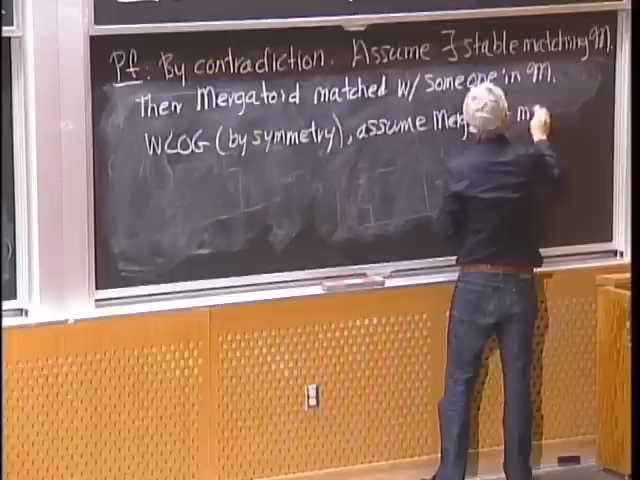 Pf: By contradiction. Assume ∃ stable matching M.
Then Mergatoid matched w/ someone in M.
WLOG (by symmetry), assume Merg m